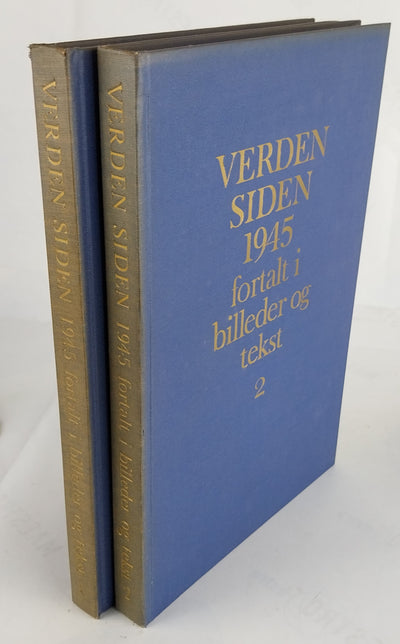 VERDEN SIDEN 1945 fortalt i billeder og tekst
VERDEN SIDEN 1945 fortalt i billeder og tekst 2
VERDEN
SIDEN
1945
fortalt i
billeder og
tekst
2